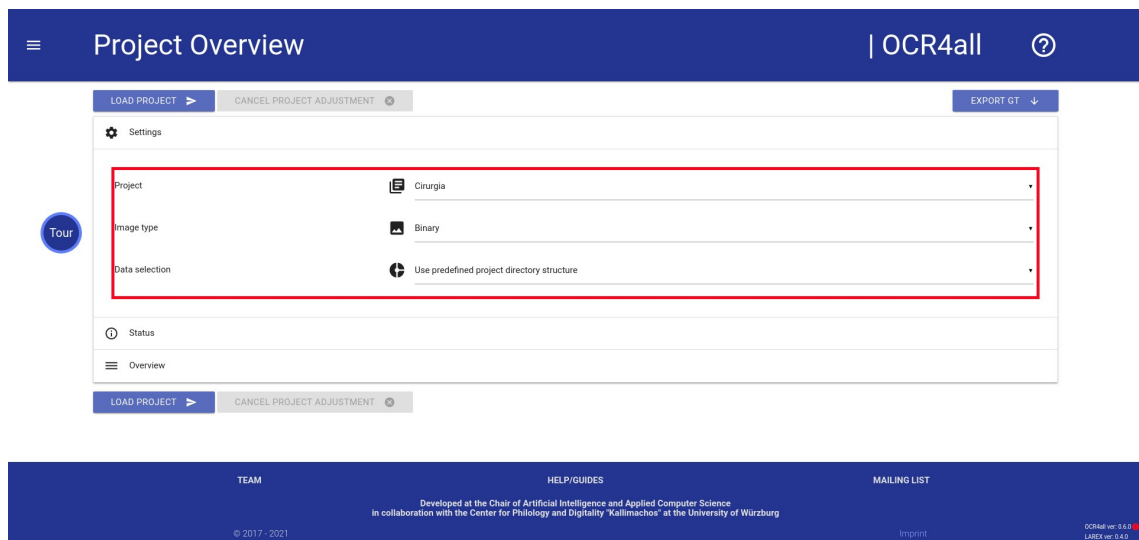 Project Overview
| OCR4all
LOAD PROJECT
CANCEL PROJECT ADJUSTMENT
EXPORT GT
Settings
Project
Cirurgia
Tour
Image type
Binary
Data selection
Use predefined project directory structure
Status
Overview
LOAD PROJECT
CANCEL PROJECT ADJUSTMENT
TEAM
HELP/GUIDES
MAILING LIST
Developed at the Chair of Artificial Intelligence and Applied Computer Science
in collaboration with the Center for Philology and Digitality "Kallimachos" at the University of Würzburg
© 2017 - 2021
Imprint
OCR4all ver: 0.6.0
LAREX ver: 0.4.0